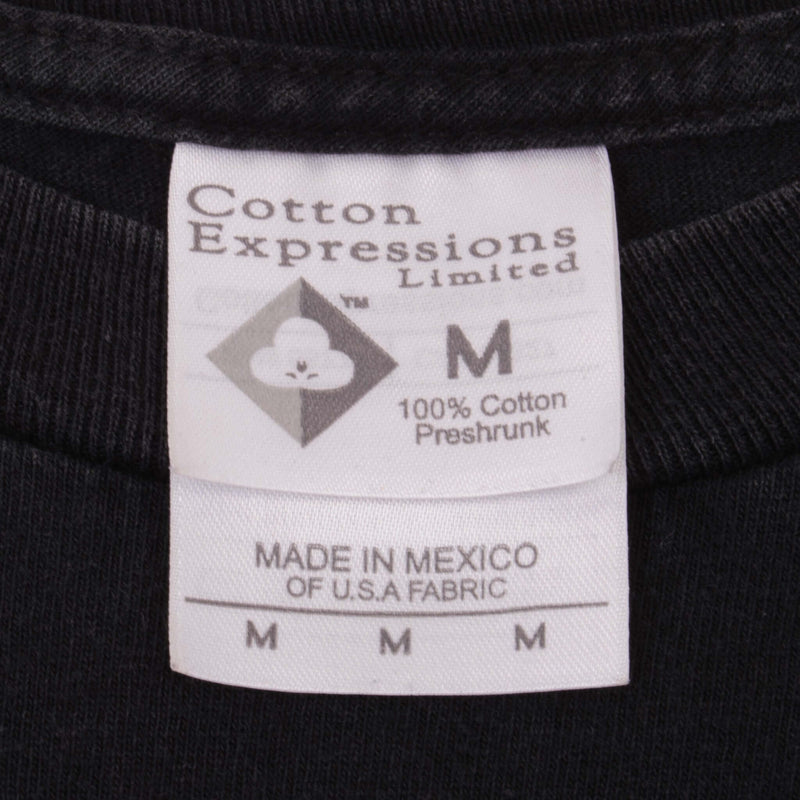 Cotton
Expressions
Limited
TM
M
100% Cotton
Preshrunk
MADE IN MEXICO
OF U.S.A FABRIC
M M M